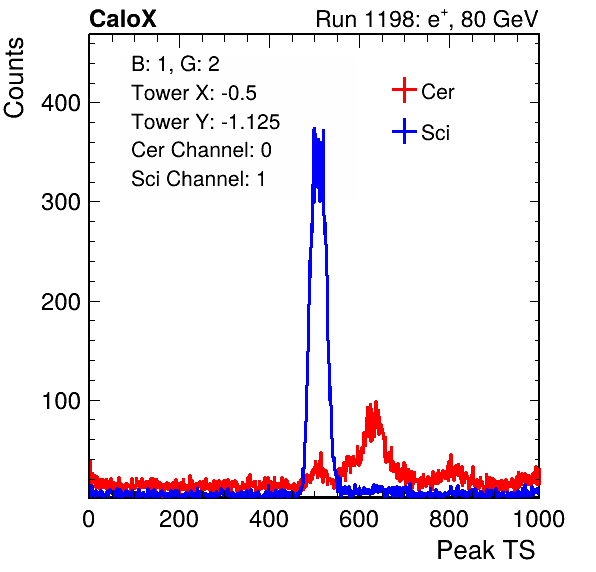 CaloX
Run 1198: e+, 80 GeV
Counts
B: 1, G: 2
Tower X: -0.5
Tower Y: -1.125
Cer Channel: 0
Sci Channel: 1
Cer
Sci
400
300
200
100
0 200 400 600 800 1000
Peak TS